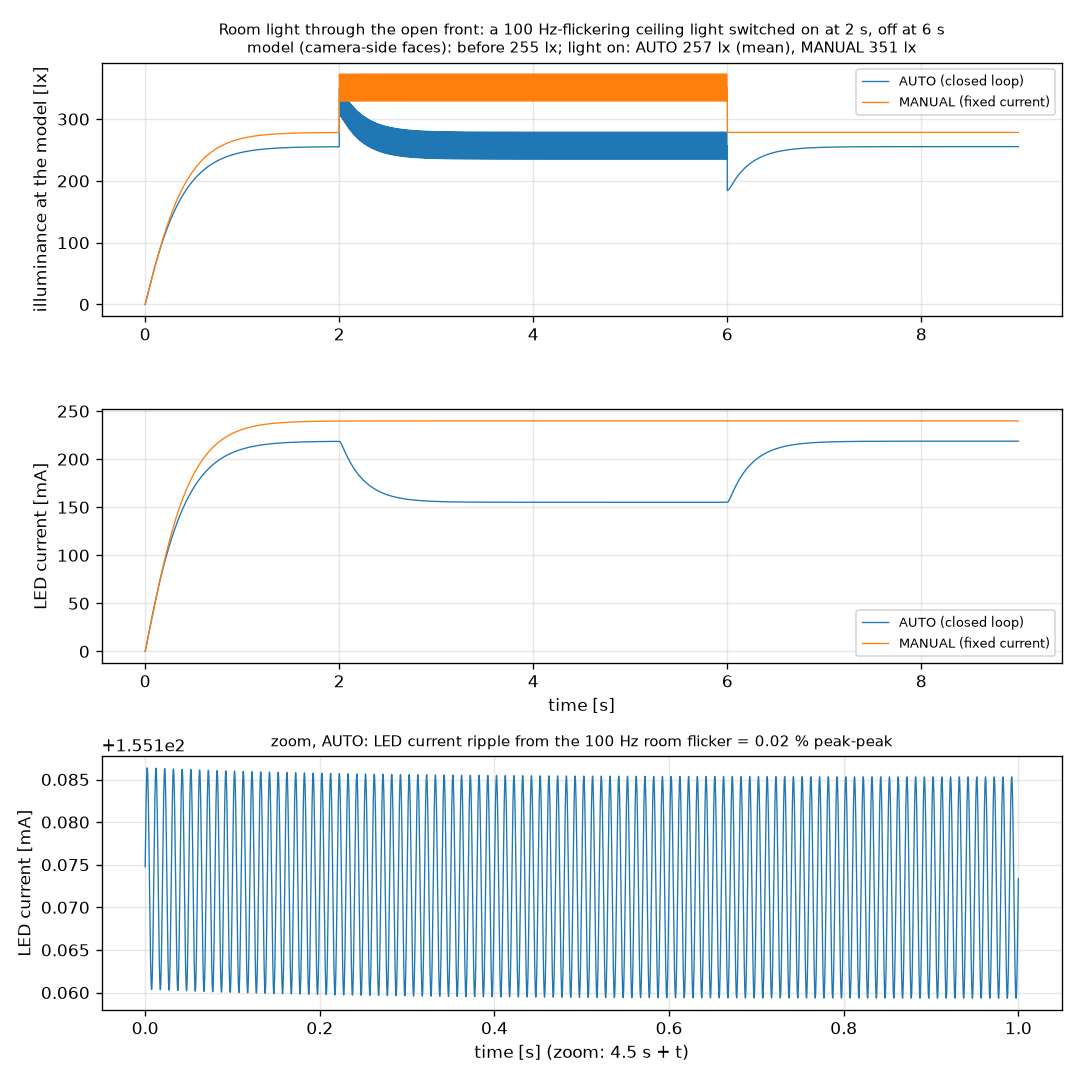 Room light through the open front: a 100 Hz-flickering ceiling light switched on at 2 s, off at 6 s
model (camera-side faces): before 255 lx; light on: AUTO 257 lx (mean), MANUAL 351 lx
illuminance at the model [lx]
300
200
100
0
AUTO (closed loop)
MANUAL (fixed current)
0 2 4 6 8
LED current [mA]
250
200
150
100
50
0
AUTO (closed loop)
MANUAL (fixed current)
0 2 4 6 8
time [s]
+1.551e2
zoom, AUTO: LED current ripple from the 100 Hz room flicker = 0.02 % peak-peak
LED current [mA]
0.085
0.080
0.075
0.070
0.065
0.060
0.0 0.2 0.4 0.6 0.8 1.0
time [s] (zoom: 4.5 s + t)